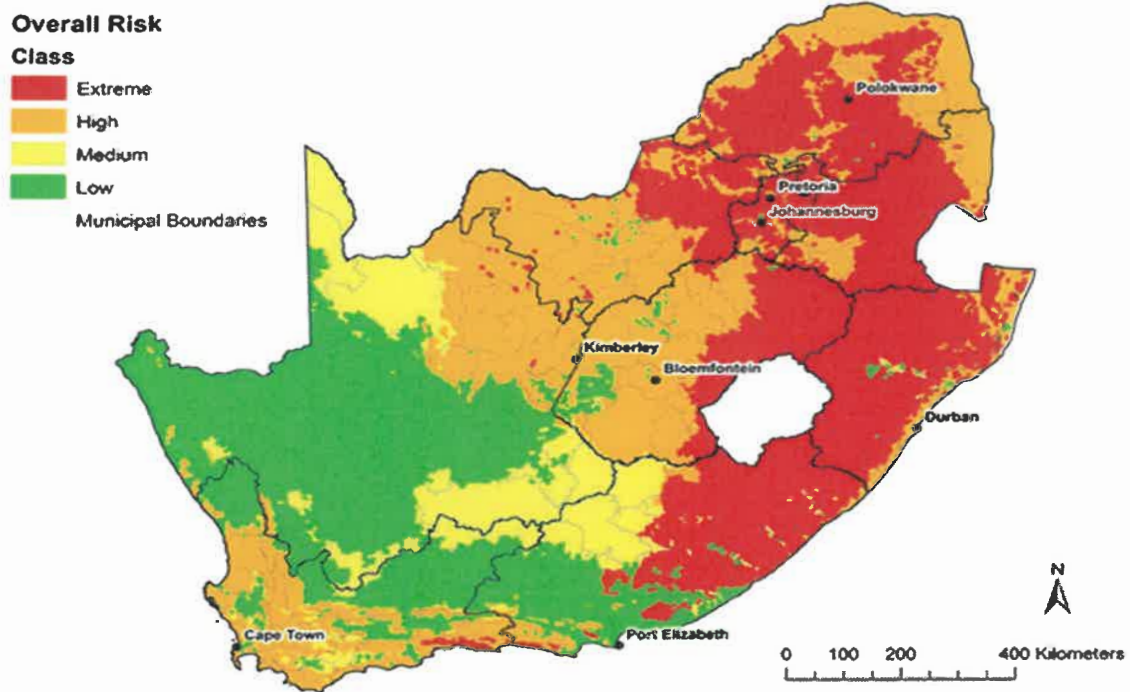 Overall Risk
Class
Extreme
High
Medium
Low
Municipal Boundaries
Polokwane
Pretoria
Johannesburg
Kimberley
Bloemfontein
Durban
N
Cape Town
Port Elizabeth
0 100 200 400 Kilometers